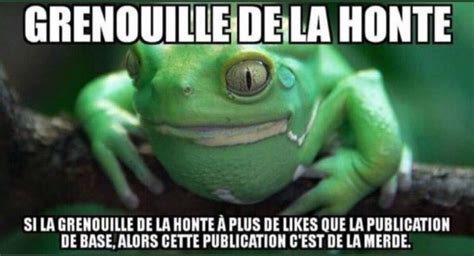 GRENOUILLE DE LA HONTE
SI LA GRENOUILLE DE LA HONTE À PLUS DE LIKES QUE LA PUBLICATION
DE BASE, ALORS CETTE PUBLICATION C'EST DE LA MERDE.